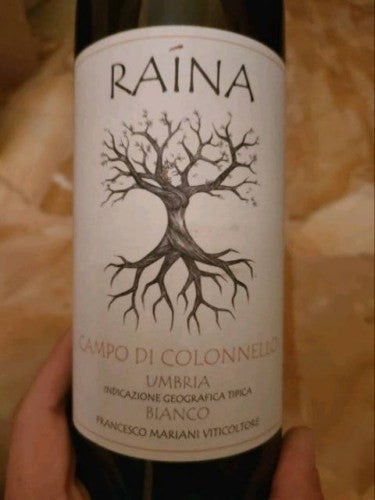 RAÍNA
CAMPO DI COLONNELLO
UMBRIA
INDICAZIONE GEOGRAFICA TIPICA
BIANCO
FRANCESCO MARIANI VITICOLTORE